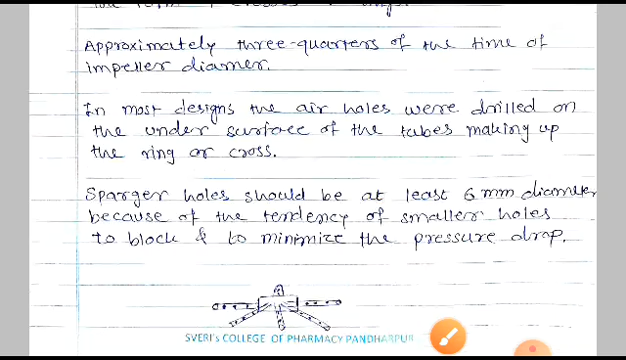 Approximately three-quarters of the time of
impeller diamer.
In most designs the air holes were drilled on
the under surface of the tubes making up
the ring or cross.
Sparger holes should be at least 6 mm diameter
because of the tendency of smaller holes
to block & to minimize the pressure drop.
SVERI's COLLEGE OF PHARMACY PANDHARPUR